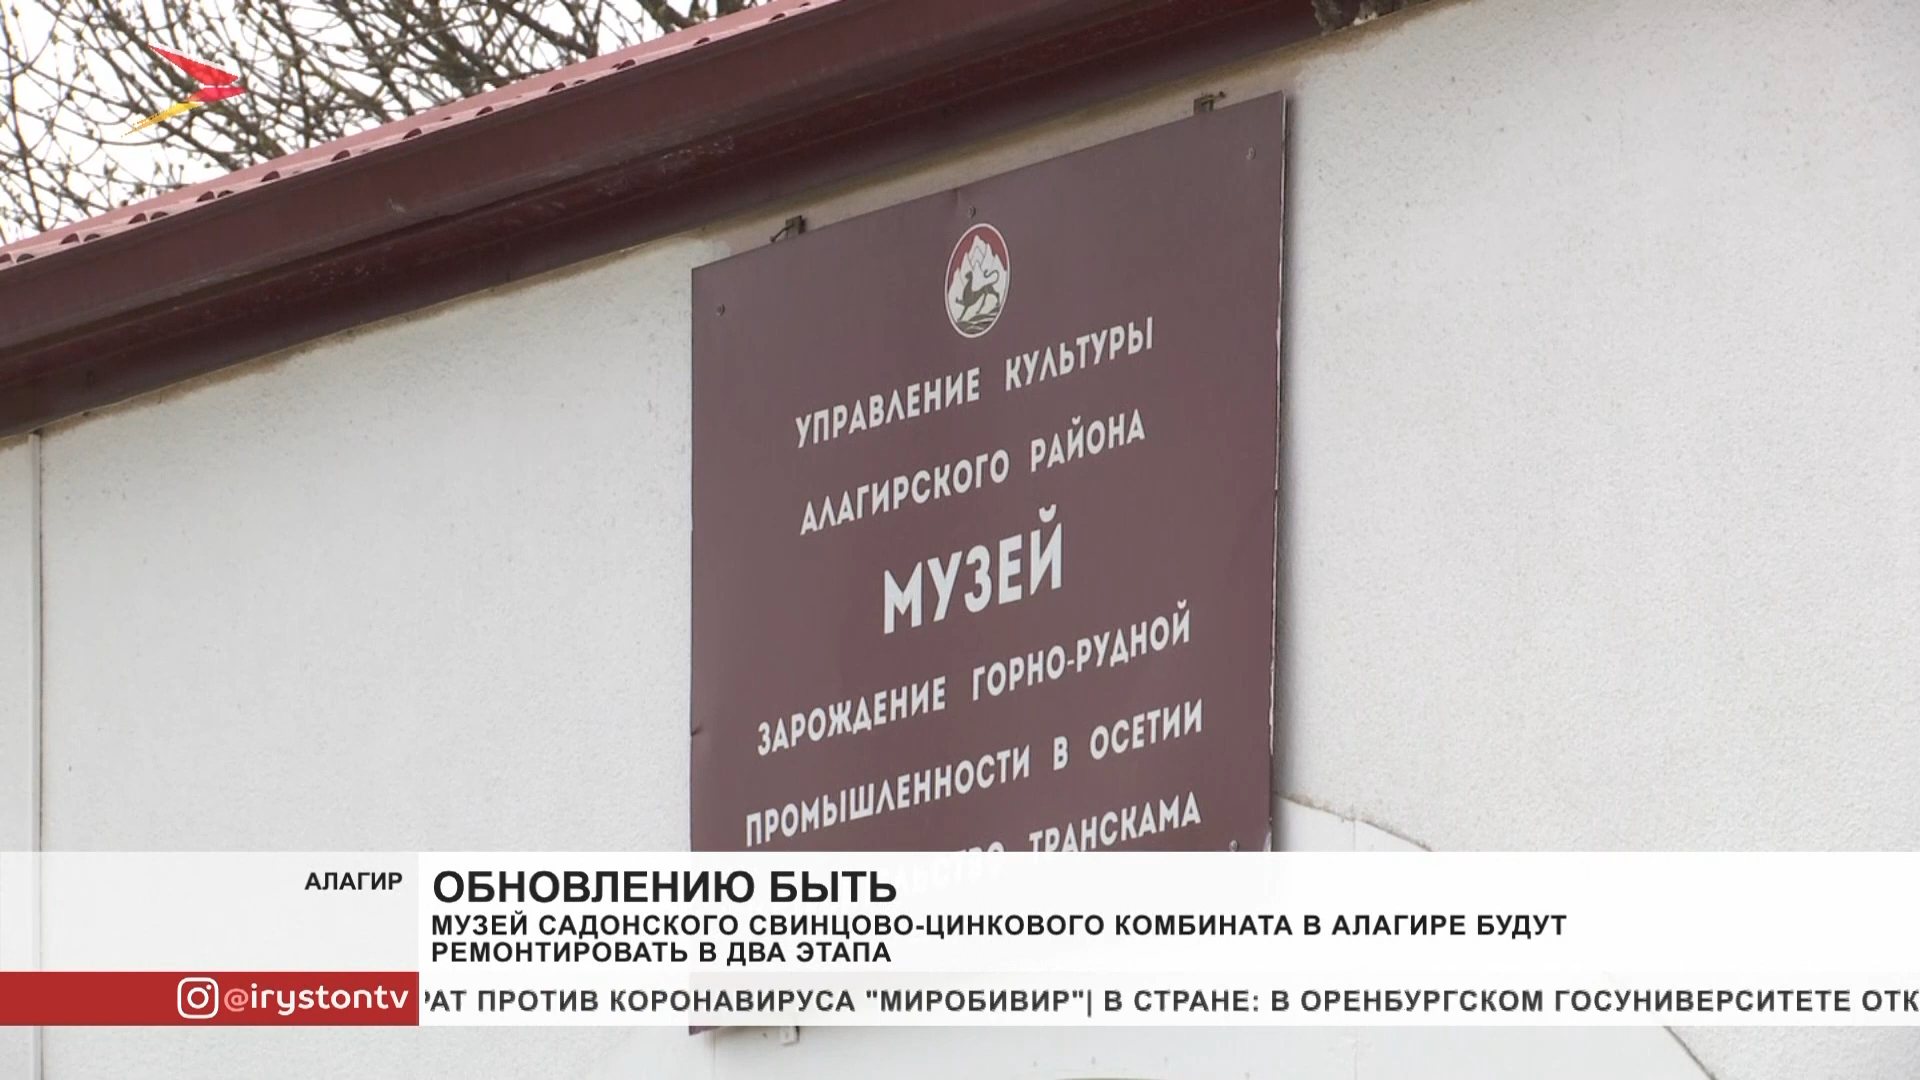 УПРАВЛЕНИЕ КУЛЬТУРЫ
АЛАГИРСКОГО РАЙОНА
МУЗЕЙ
ЗАРОЖДЕНИЕ ГОРНО-РУДНОЙ
ПРОМЫШЛЕННОСТИ В ОСЕТИИ
ТРАНСКАМА
АЛАГИР
ОБНОВЛЕНИЮ БЫТЬ
МУЗЕЙ САДОНСКОГО СВИНЦОВО-ЦИНКОВОГО КОМБИНАТА В АЛАГИРЕ БУДУТ
РЕМОНТИРОВАТЬ В ДВА ЭТАПА
@irystontv
РАТ ПРОТИВ КОРОНАВИРУСА "МИРОБИВИР"| В СТРАНЕ: В ОРЕНБУРГСКОМ ГОСУНИВЕРСИТЕТЕ ОТК